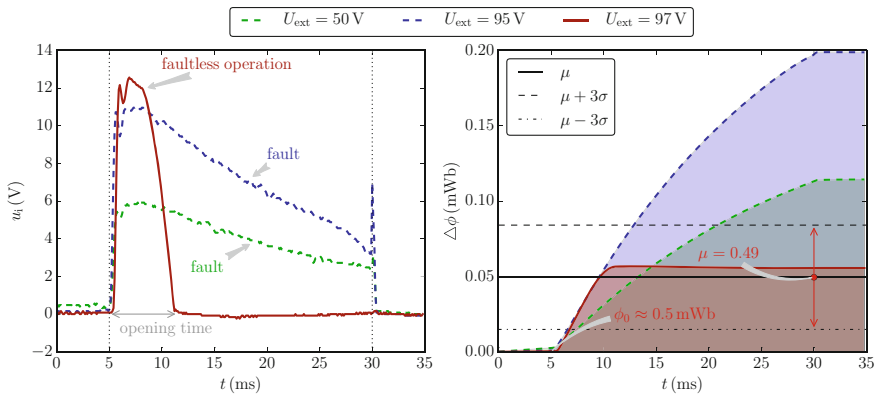 U_ext = 50 V U_ext = 95 V U_ext = 97 V
14
12
10
8
6
4
2
0
−2
u_i (V)
faultless operation
fault
fault
opening time
0 5 10 15 20 25 30 35
t (ms)
0.20
0.15
0.10
0.05
0.00
△ϕ (mWb)
μ
μ + 3σ
μ − 3σ
μ = 0.49
ϕ_0 ≈ 0.5 mWb
0 5 10 15 20 25 30 35
t (ms)